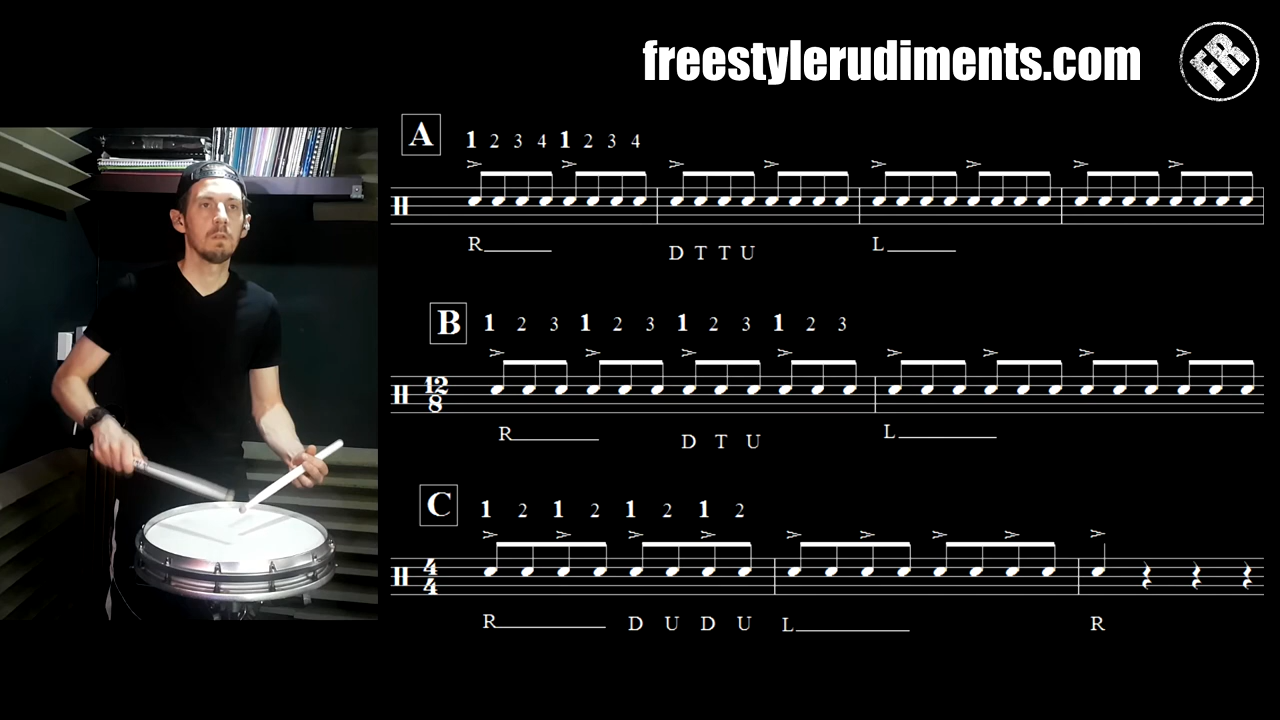 freestylerudiments.com
FR
A
1 2 3 4 1 2 3 4
R D T T U L
B
1 2 3 1 2 3 1 2 3 1 2 3
12
8
R D T U L
C
1 2 1 2 1 2 1 2
4
4
R D U D U L R